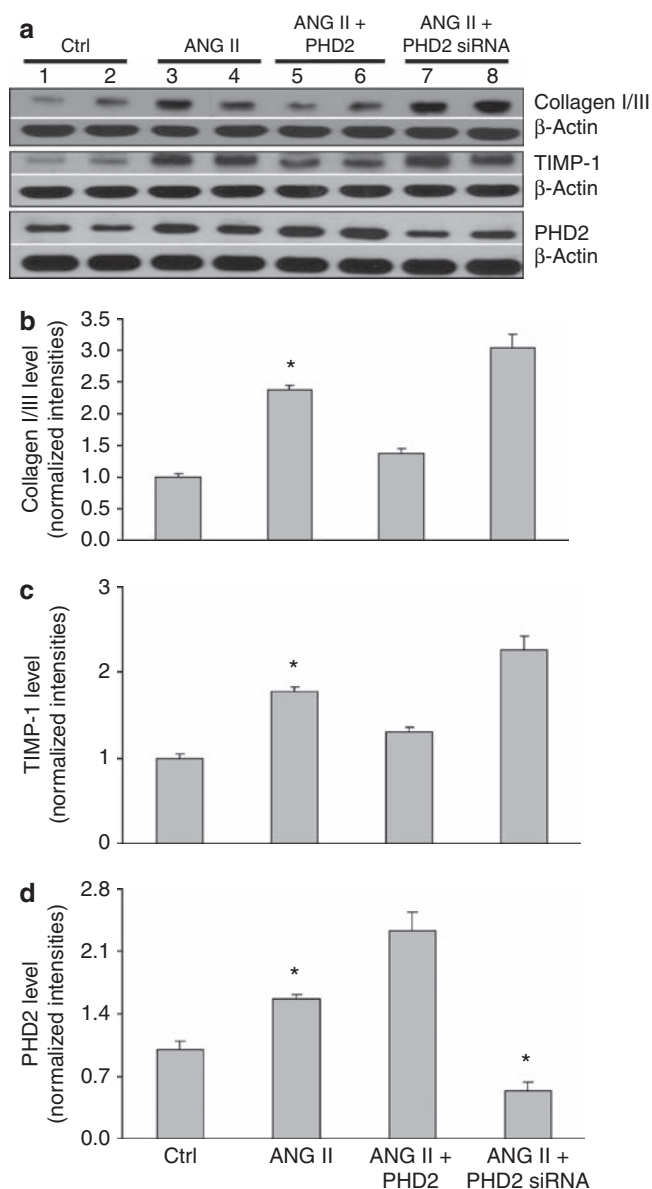 a
Ctrl
ANG II
ANG II +
PHD2
ANG II +
PHD2 siRNA
1 2 3 4 5 6 7 8
Collagen I/III
β-Actin
TIMP-1
β-Actin
PHD2
β-Actin
b
Collagen I/III level
(normalized intensities)
3.5
3.0
2.5
2.0
1.5
1.0
0.5
0.0
*
c
TIMP-1 level
(normalized intensities)
3
2
1
0
*
d
PHD2 level
(normalized intensities)
2.8
2.1
1.4
0.7
0.0
*
*
Ctrl
ANG II
ANG II +
PHD2
ANG II +
PHD2 siRNA